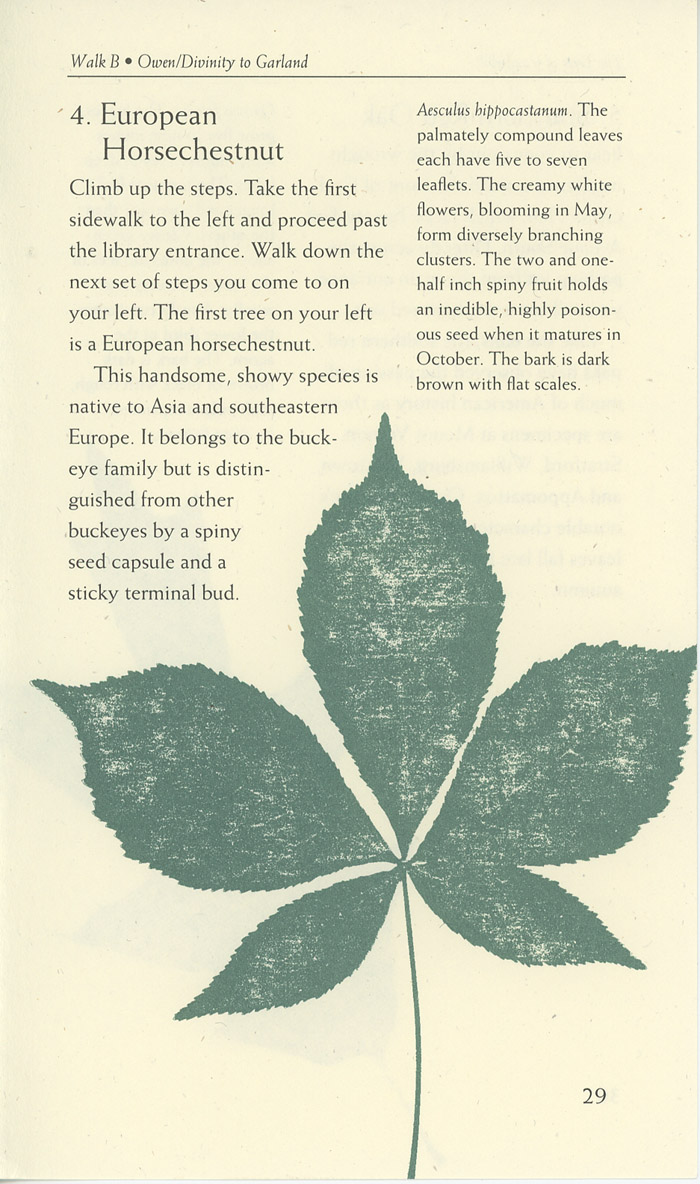 Walk B • Owen/Divinity to Garland
4. European
Horsechestnut
Climb up the steps. Take the first
sidewalk to the left and proceed past
the library entrance. Walk down the
next set of steps you come to on
your left. The first tree on your left
is a European horsechestnut.
This handsome, showy species is
native to Asia and southeastern
Europe. It belongs to the buck-
eye family but is distin-
guished from other
buckeyes by a spiny
seed capsule and a
sticky terminal bud.
Aesculus hippocastanum. The
palmately compound leaves
each have five to seven
leaflets. The creamy white
flowers, blooming in May,
form diversely branching
clusters. The two and one-
half inch spiny fruit holds
an inedible, highly poison-
ous seed when it matures in
October. The bark is dark
brown with flat scales.
29